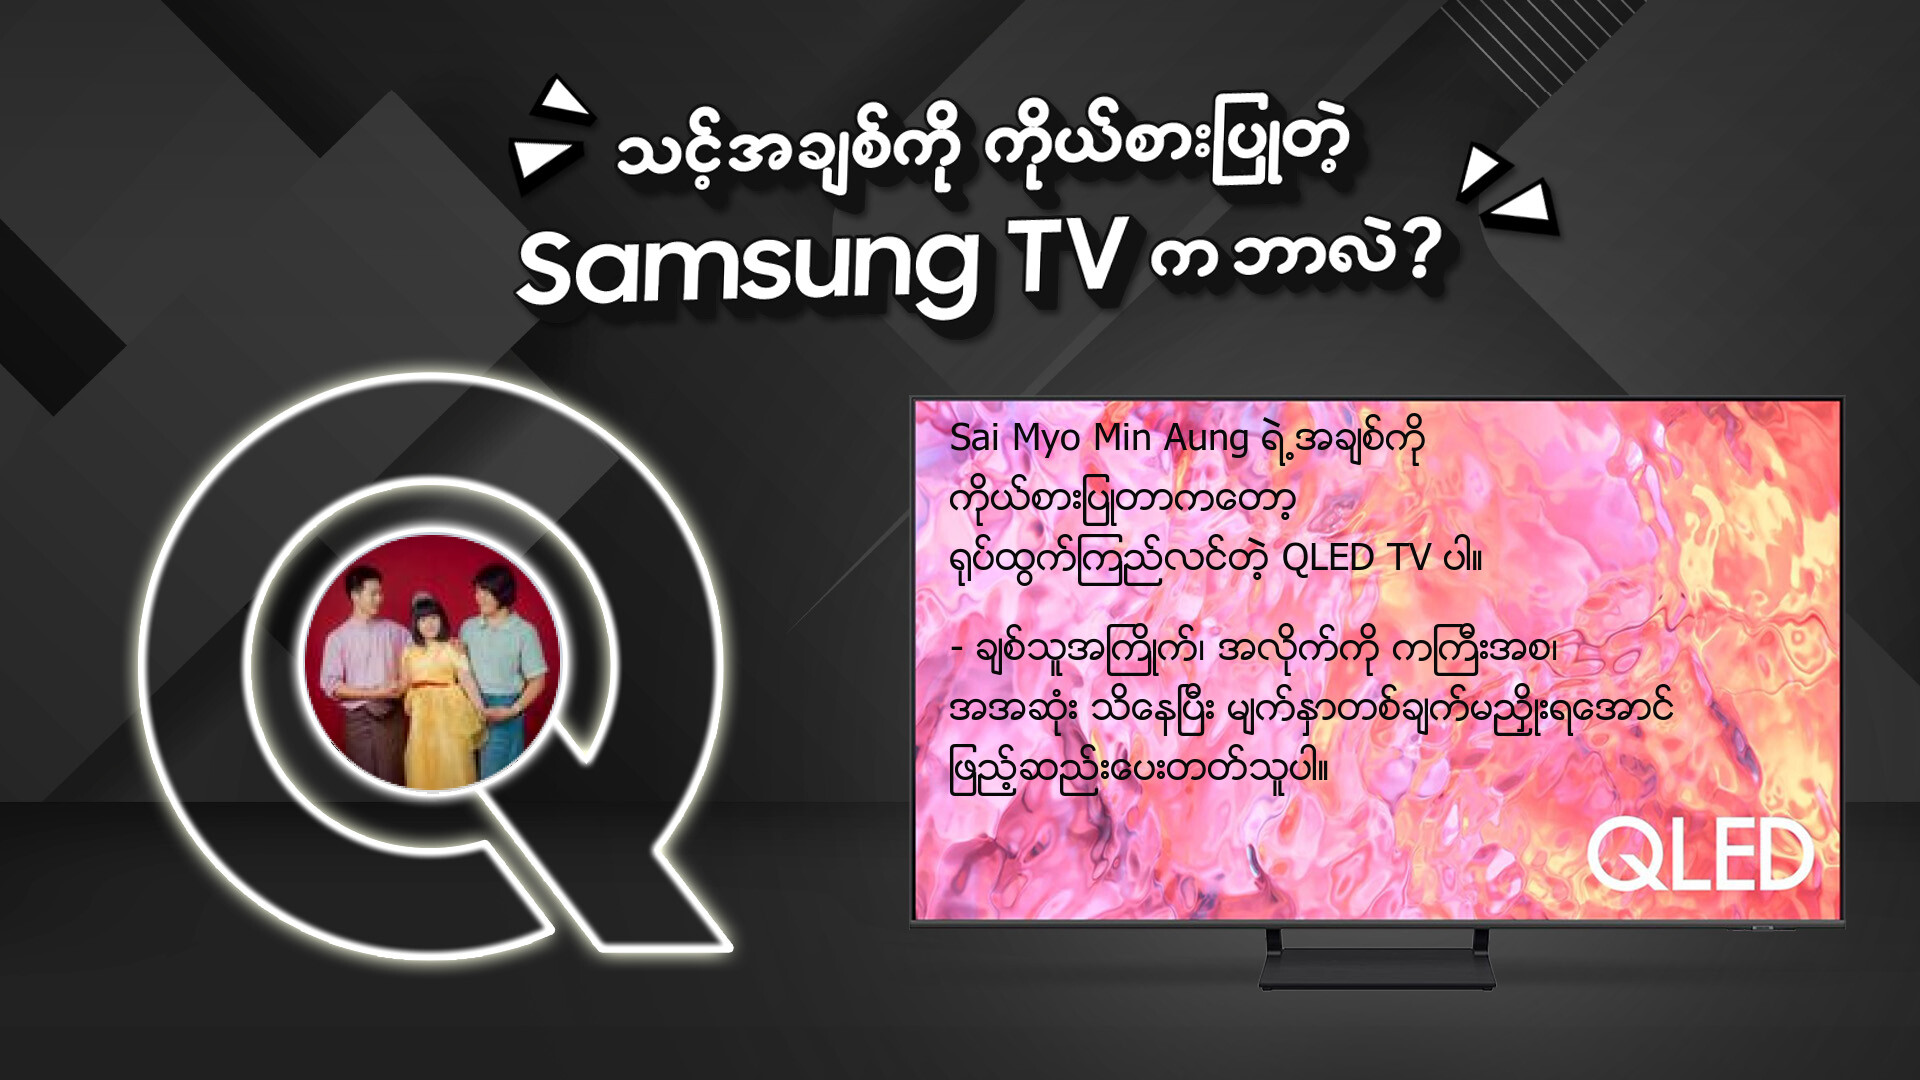 သင့်အချစ်ကို ကိုယ်စားပြုတဲ့
Samsung TV က ဘာလဲ?
Sai Myo Min Aung ရဲ့အချစ်ကို
ကိုယ်စားပြုတာကတော့
ရုပ်ထွက်ကြည်လင်တဲ့ QLED TV ပါ။
- ချစ်သူအကြိုက်၊ အလိုက်ကို ကကြီးအစ၊
အအဆုံး သိနေပြီး မျက်နှာတစ်ချက်မညှိုးရအောင်
ဖြည့်ဆည်းပေးတတ်သူပါ။
QLED